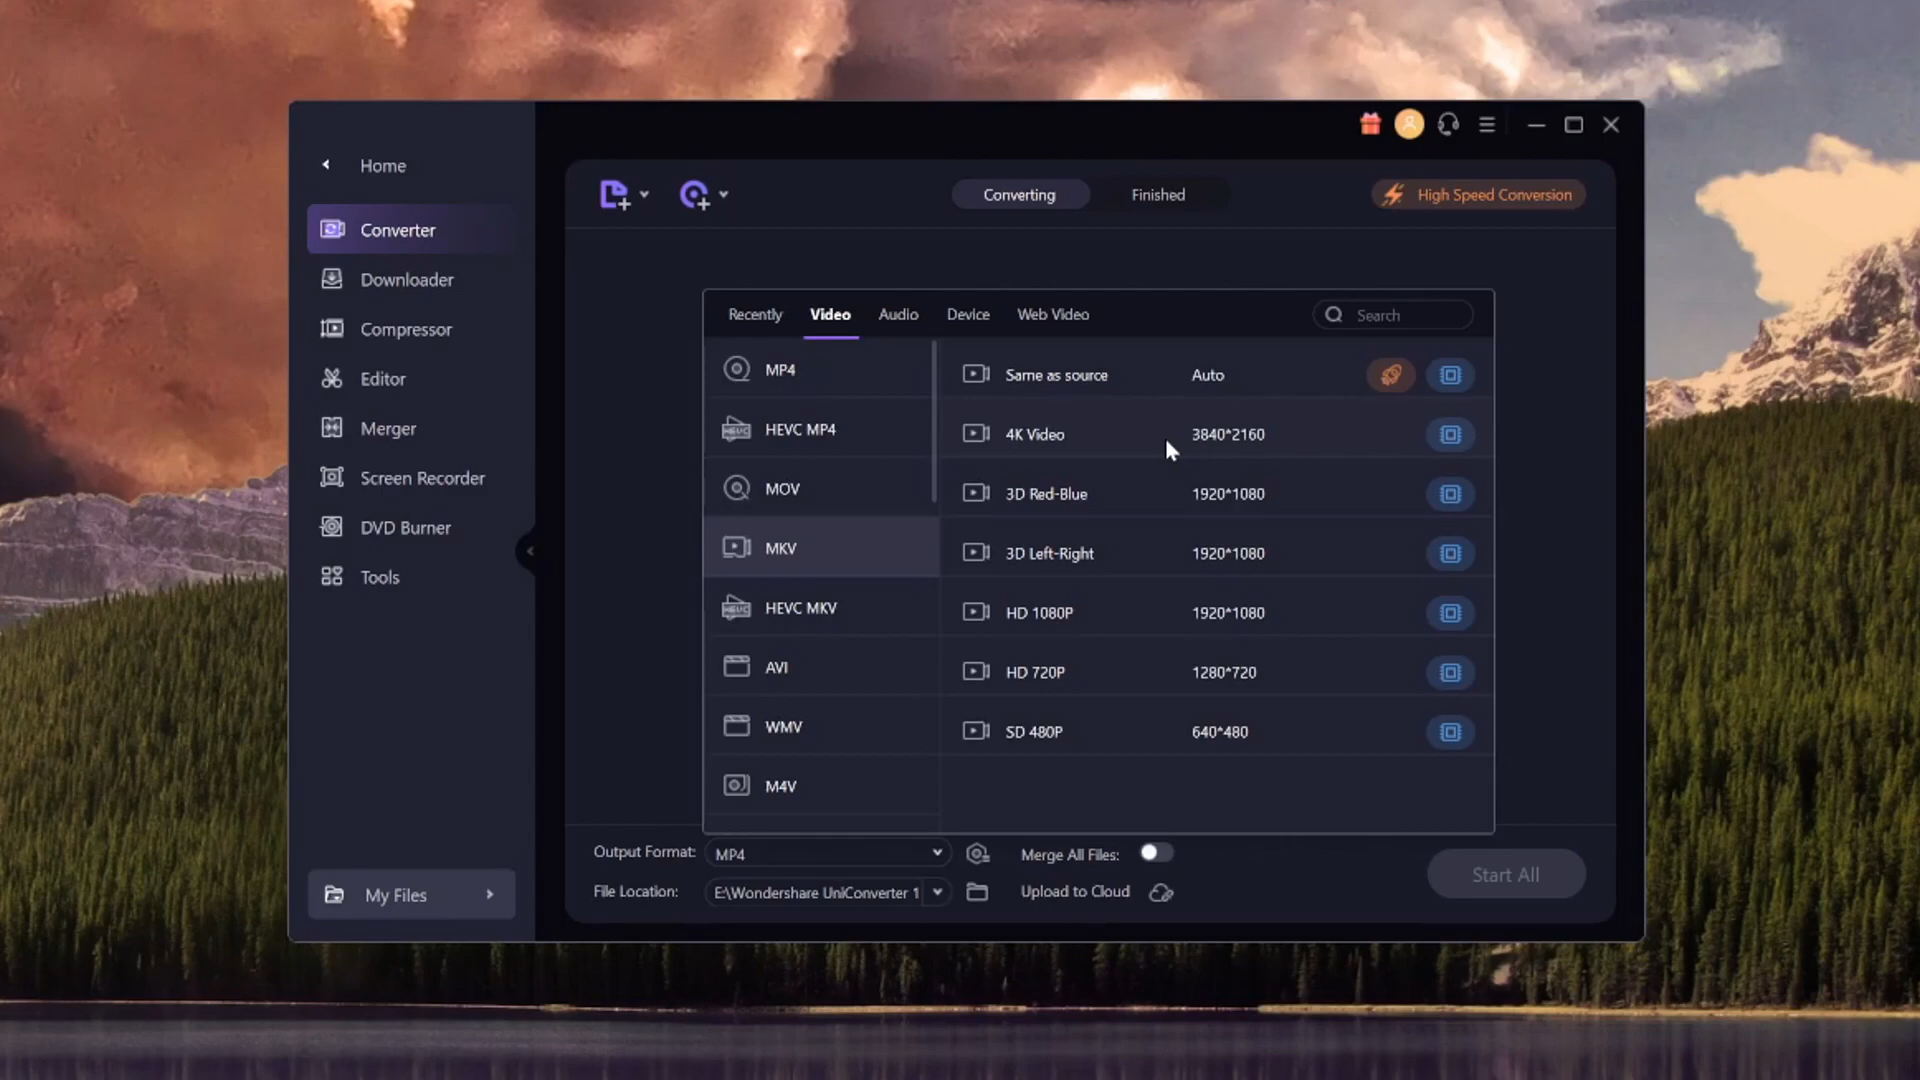 Home
Converter
Downloader
Compressor
Editor
Merger
Screen Recorder
DVD Burner
Tools
My Files
Converting Finished
High Speed Conversion
Recently Video Audio Device Web Video
Search
MP4
HEVC MP4
MOV
MKV
HEVC MKV
AVI
WMV
M4V
Same as source Auto
4K Video 3840*2160
3D Red-Blue 1920*1080
3D Left-Right 1920*1080
HD 1080P 1920*1080
HD 720P 1280*720
SD 480P 640*480
Output Format: MP4
Merge All Files:
File Location: E:\Wondershare UniConverter 1
Upload to Cloud
Start All